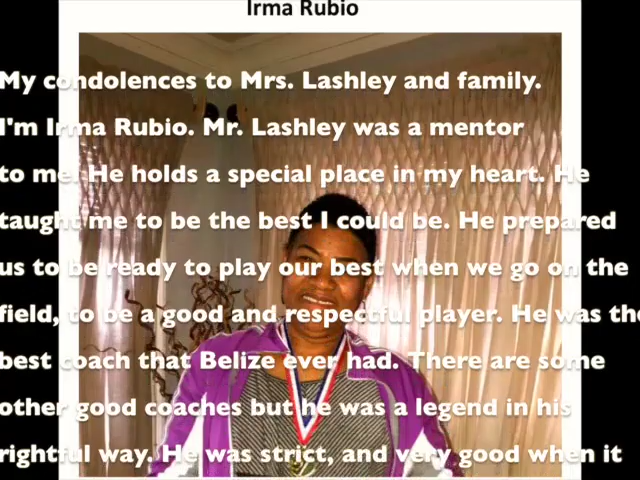 Irma Rubio
My condolences to Mrs. Lashley and family.
I'm Irma Rubio. Mr. Lashley was a mentor
to me. He holds a special place in my heart. He
taught me to be the best I could be. He prepared
us to be ready to play our best when we go on the
field, to be a good and respectful player. He was the
best coach that Belize ever had. There are some
other good coaches but he was a legend in his
rightful way. He was strict, and very good when it